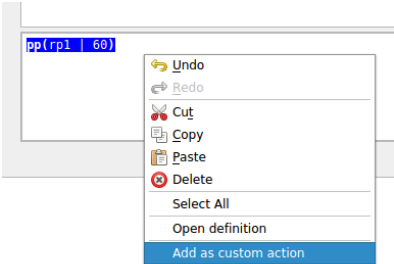 pp(rp1 | 60)
Undo
Redo
Cut
Copy
Paste
Delete
Select All
Open definition
Add as custom action